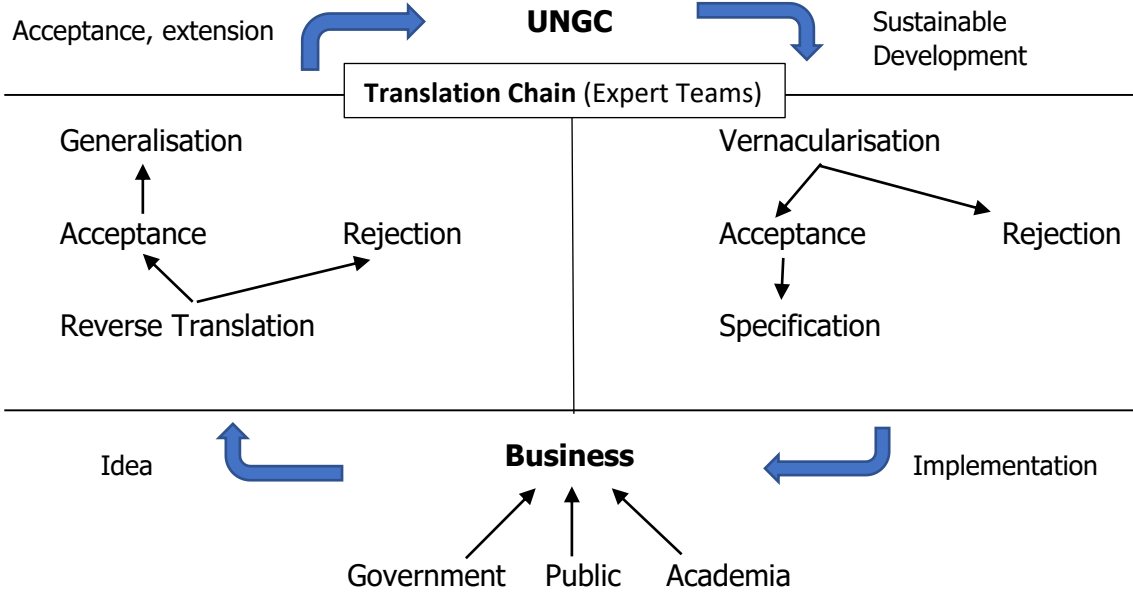 Acceptance, extension
UNGC
Sustainable
Development
Translation Chain (Expert Teams)
Generalisation
Acceptance
Rejection
Reverse Translation
Vernacularisation
Acceptance
Rejection
Specification
Idea
Business
Implementation
Government
Public
Academia